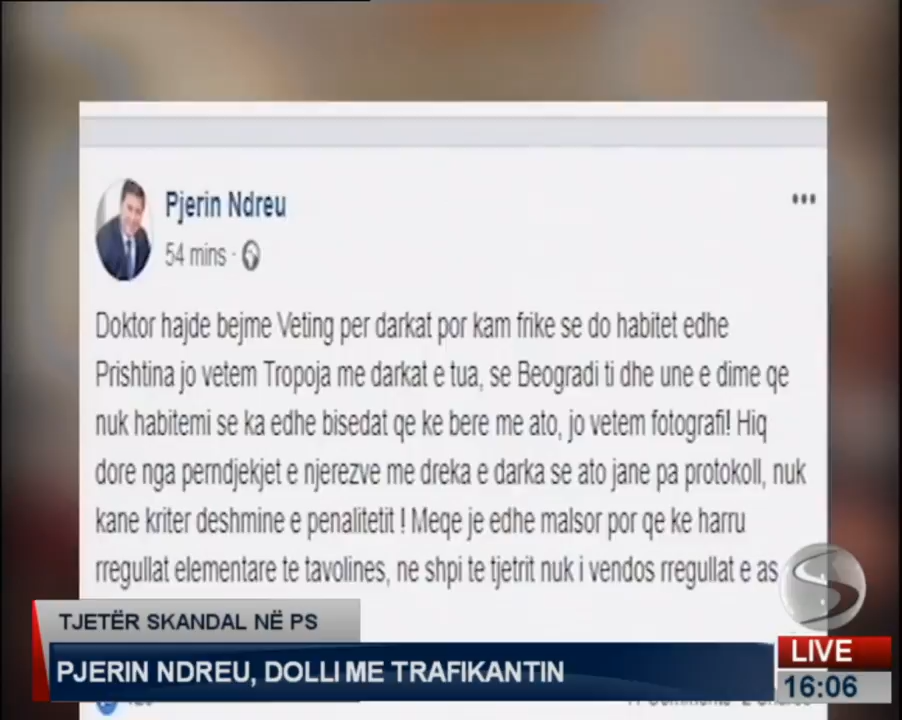 Pjerin Ndreu
54 mins ·
Doktor hajde bejme Veting per darkat por kam frike se do habitet edhe
Prishtina jo vetem Tropoja me darkat e tua, se Beogradi ti dhe une e dime qe
nuk habitemi se ka edhe bisedat qe ke bere me ato, jo vetem fotografi! Hiq
dore nga perndjekjet e njerezve me dreka e darka se ato jane pa protokoll, nuk
kane kriter deshmine e penalitetit ! Meqe je edhe malsor por qe ke harru
rregullat elementare te tavolines, ne shpi te tjetrit nuk i vendos rregullat e as
TJETËR SKANDAL NË PS
PJERIN NDREU, DOLLI ME TRAFIKANTIN
S
LIVE
16:06